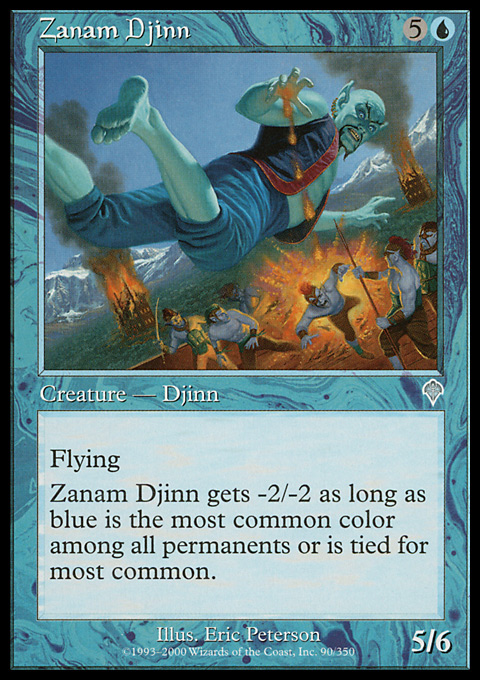 Zanam Djinn 5
Creature — Djinn
Flying
Zanam Djinn gets -2/-2 as long as
blue is the most common color
among all permanents or is tied for
most common.
Illus. Eric Peterson
©1993–2000 Wizards of the Coast, Inc. 90/350
5/6